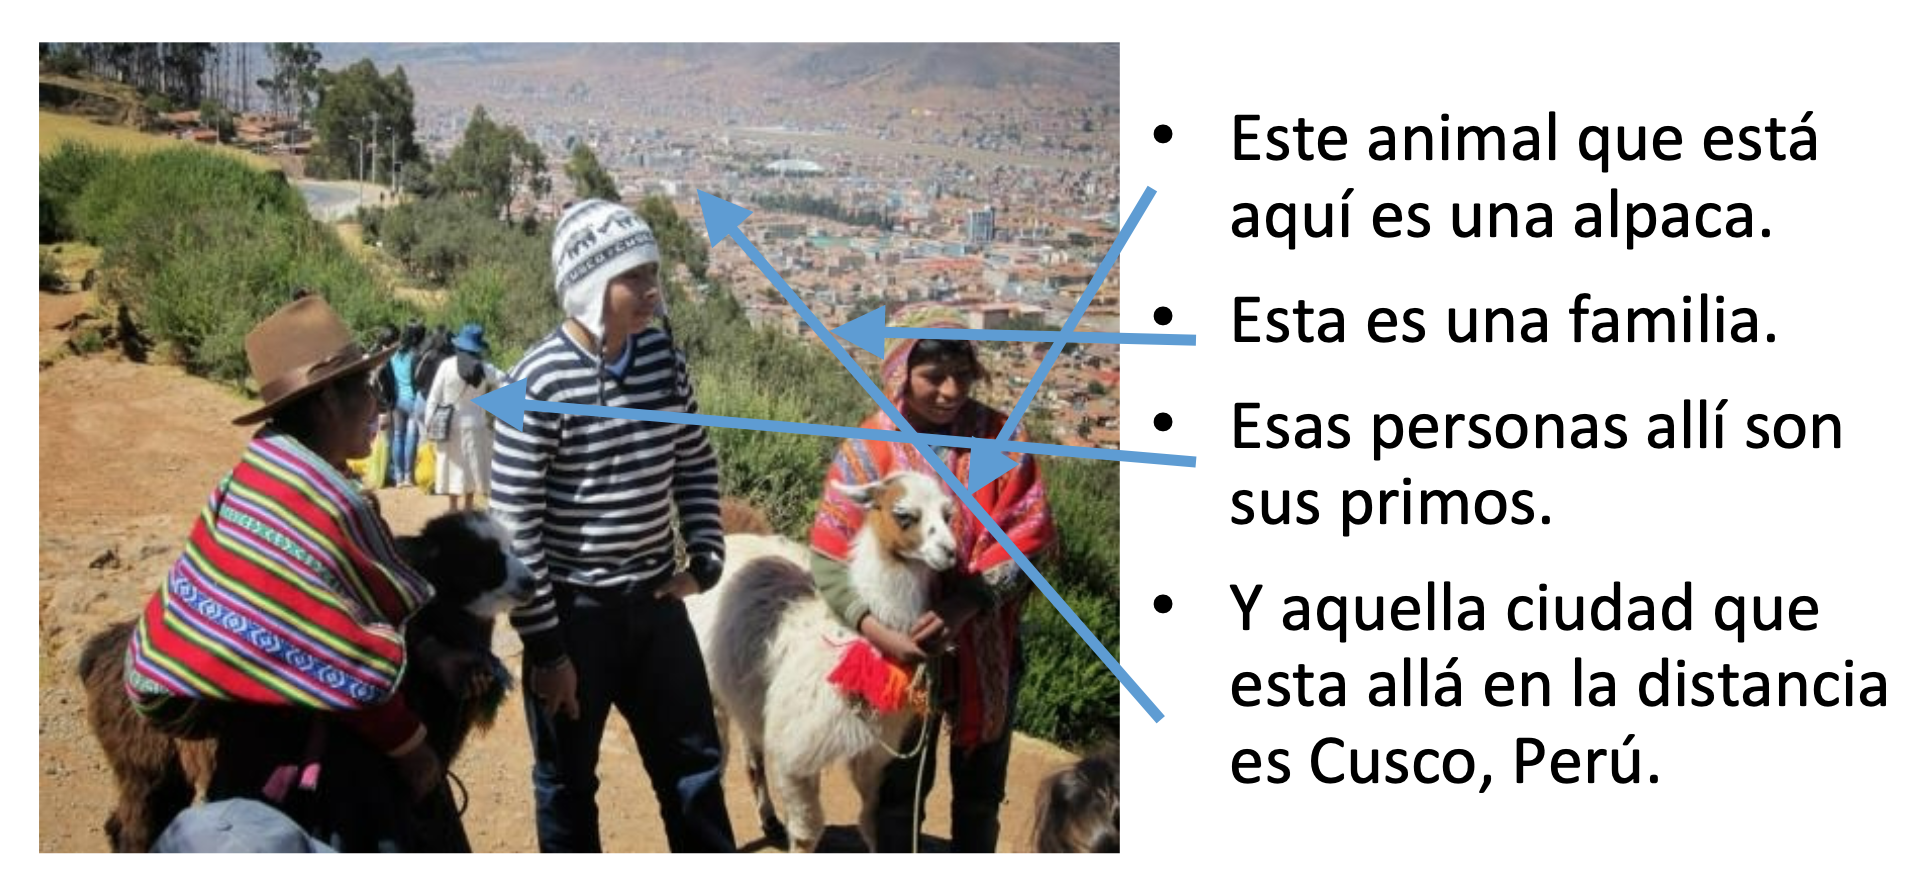 • Este animal que está
aquí es una alpaca.
• Esta es una familia.
• Esas personas allí son
sus primos.
• Y aquella ciudad que
esta allá en la distancia
es Cusco, Perú.